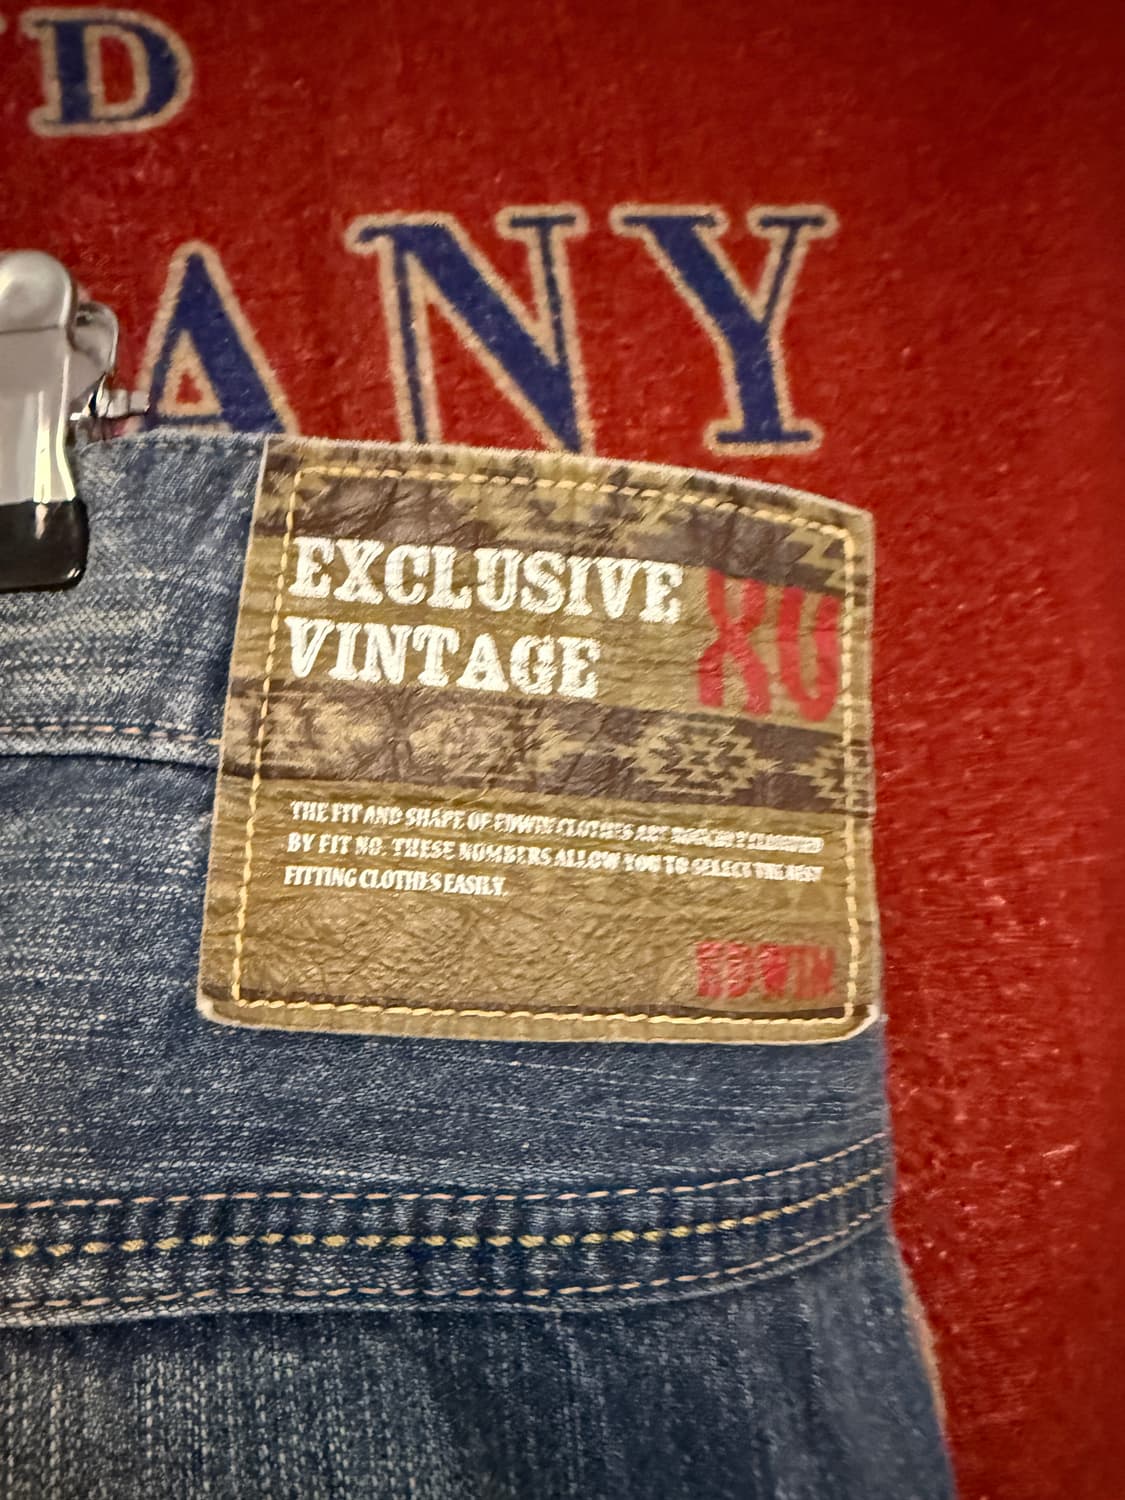 D
ANY
EXCLUSIVE
VINTAGE
XV
THE FIT AND SHAPE OF EDWIN CLOTHES ARE
BY FIT NO. THESE NUMBERS ALLOW YOU TO SELECT THE BEST
FITTING CLOTHES EASILY.
EDWIN